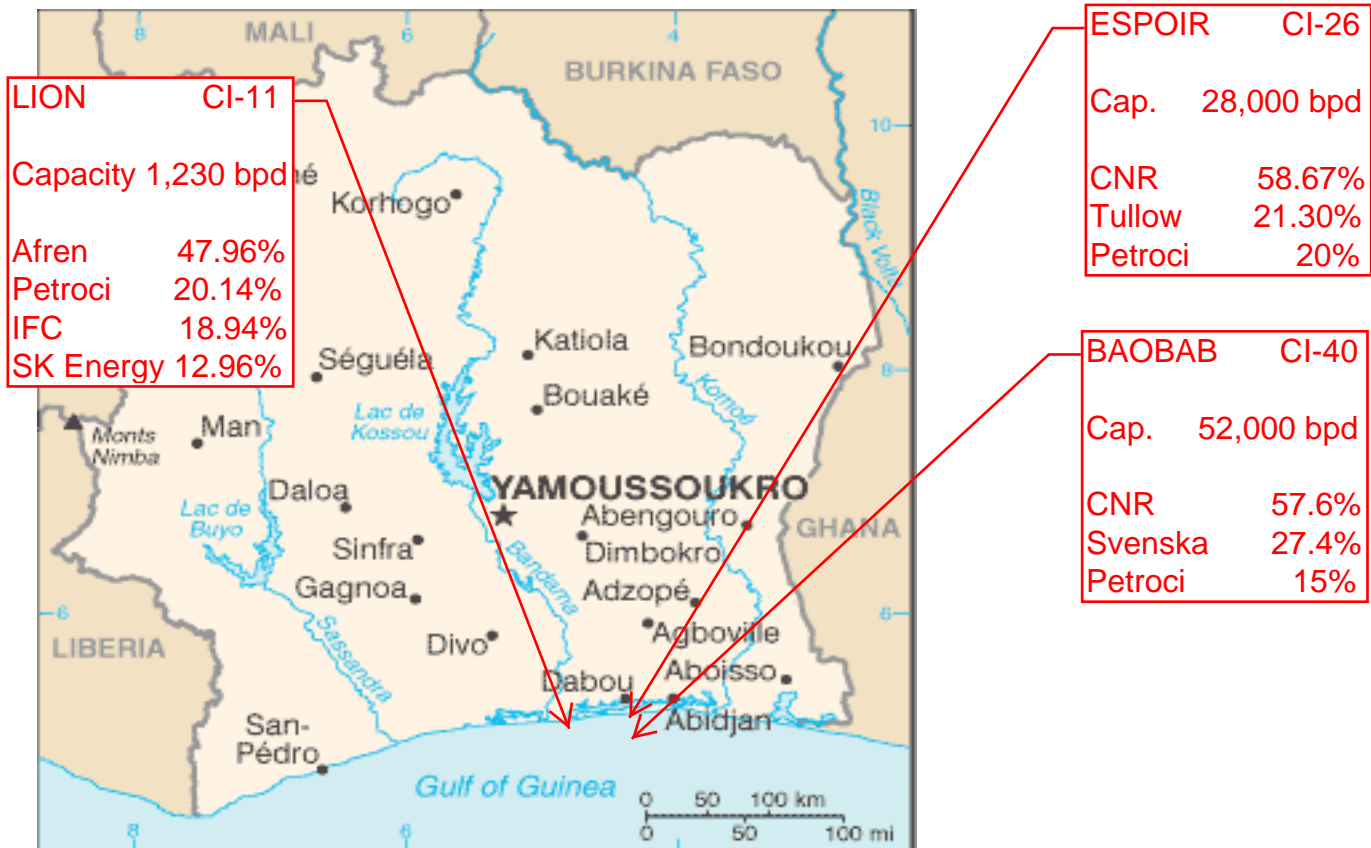 LION CI-11
Capacity 1,230 bpd
Afren 47.96%
Petroci 20.14%
IFC 18.94%
SK Energy 12.96%
ESPOIR CI-26
Cap. 28,000 bpd
CNR 58.67%
Tullow 21.30%
Petroci 20%
BAOBAB CI-40
Cap. 52,000 bpd
CNR 57.6%
Svenska 27.4%
Petroci 15%
8 6 4
MALI
BURKINA FASO
10
né
Korhogo
Black Volta
Katiola
Bondoukou
Séguéla
8
Bouaké
Komoé
Lac de
Kossou
Man
Monts
Nimba
YAMOUSSOUKRO
Daloa
Lac de
Buyo
Abengouro
GHANA
Sinfra
Dimbokro
Bandama
Gagnoa
Adzopé
6 6
LIBERIA
Sassandra
Divo
Agboville
Dabou
Aboisso
Abidjan
San-
Pédro
Gulf of Guinea
0 50 100 km
0 50 100 mi
8 6